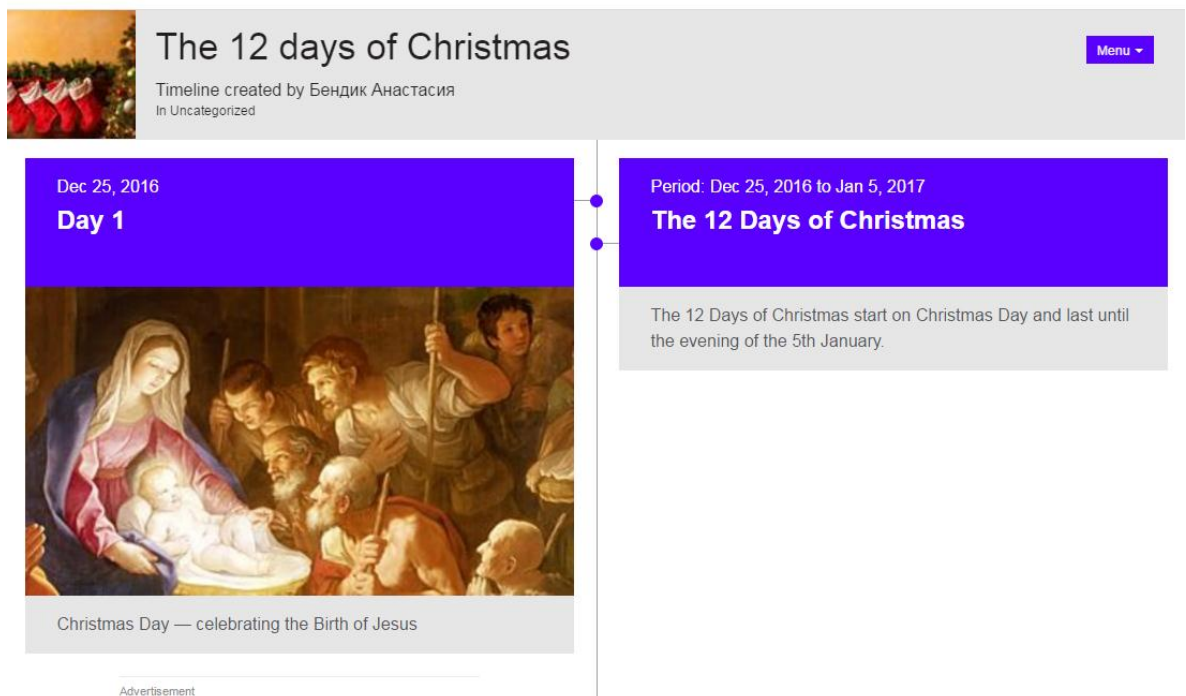 The 12 days of Christmas
Menu
Timeline created by Бендик Анастасия
In Uncategorized
Dec 25, 2016
Day 1
Christmas Day — celebrating the Birth of Jesus
Advertisement
Period: Dec 25, 2016 to Jan 5, 2017
The 12 Days of Christmas
The 12 Days of Christmas start on Christmas Day and last until
the evening of the 5th January.